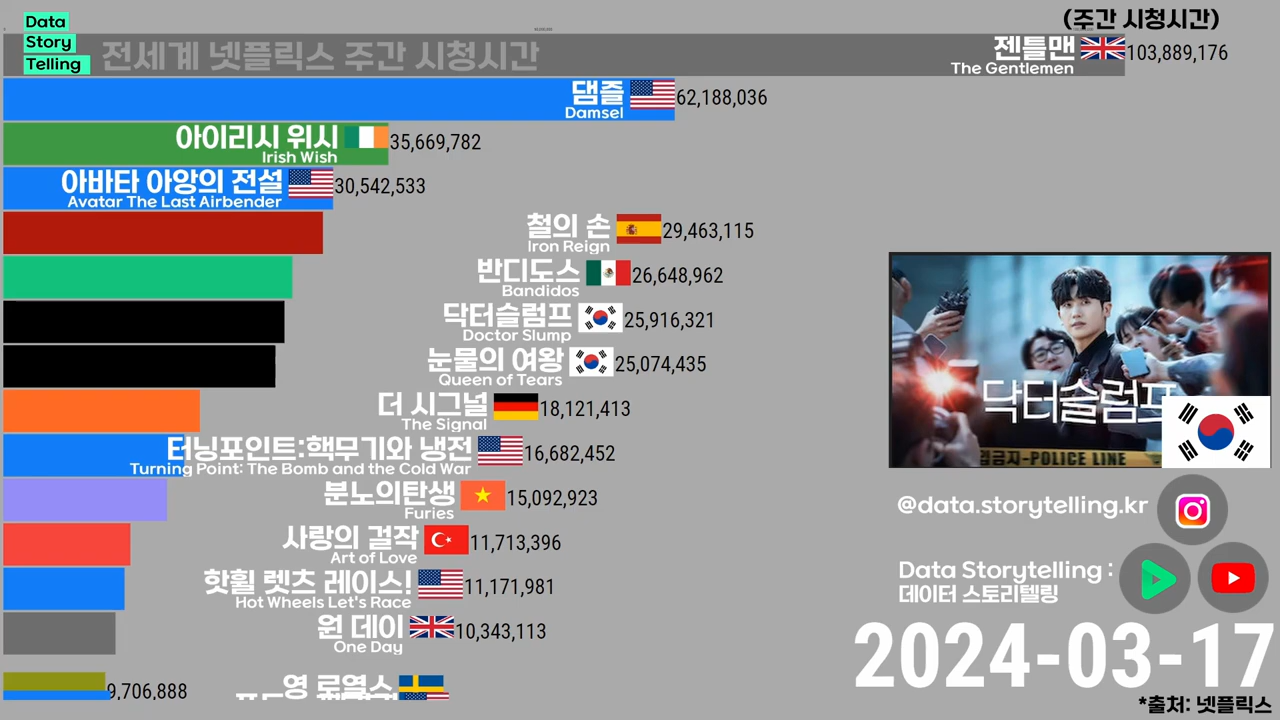 Data
Story
Telling
전세계 넷플릭스 주간 시청시간
(주간 시청시간)
젠틀맨
The Gentlemen
103,889,176
댐즐
Damsel
62,188,036
아이리시 위시
Irish Wish
35,669,782
아바타 아앙의 전설
Avatar The Last Airbender
30,542,533
철의 손
Iron Reign
29,463,115
반디도스
Bandidos
26,648,962
닥터슬럼프
Doctor Slump
25,916,321
눈물의 여왕
Queen of Tears
25,074,435
더 시그널
The Signal
18,121,413
터닝포인트:핵무기와 냉전
Turning Point: The Bomb and the Cold War
16,682,452
분노의탄생
Furies
15,092,923
사랑의 걸작
Art of Love
11,713,396
핫휠 렛츠 레이스!
Hot Wheels Let's Race
11,171,981
원 데이
One Day
10,343,113
영 로열스
9,706,888
닥터슬럼프
금지-POLICE LINE
@data.storytelling.kr
Data Storytelling :
데이터 스토리텔링
2024-03-17
*출처: 넷플릭스